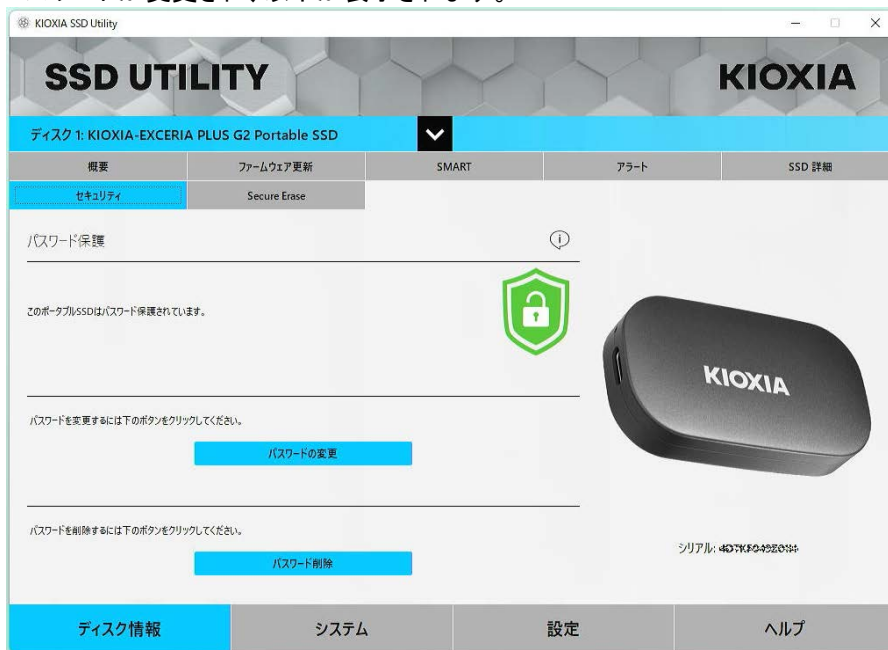 KIOXIA SSD Utility
SSD UTILITY
KIOXIA
ディスク 1: KIOXIA-EXCERIA PLUS G2 Portable SSD
概要 ファームウェア更新 SMART アラート SSD 詳細
セキュリティ Secure Erase
パスワード保護
このポータブルSSDはパスワード保護されています。
KIOXIA
パスワードを変更するには下のボタンをクリックしてください。
パスワードの変更
パスワードを削除するには下のボタンをクリックしてください。
シリアル:
パスワード削除
ディスク情報 システム 設定 ヘルプ